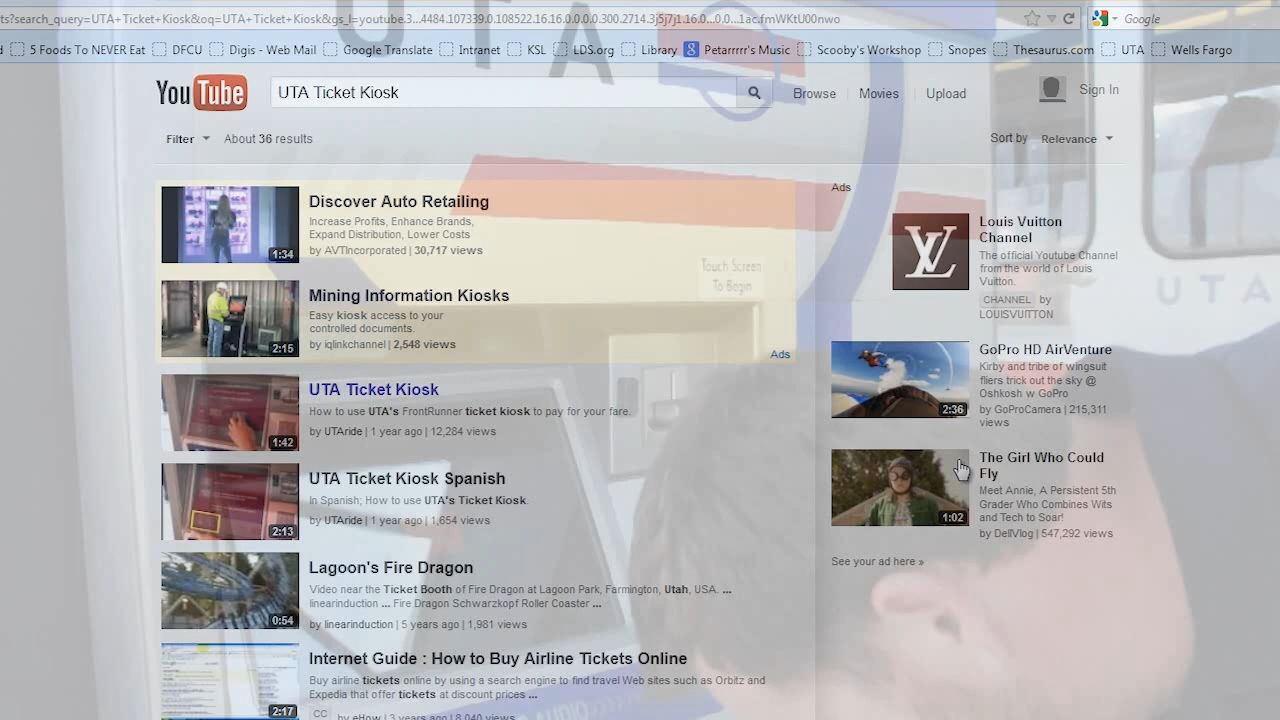 ts?search_query=UTA+Ticket+Kiosk&oq=UTA+Ticket+Kiosk&gs_l=youtube.3...4484.107339.0.108522.16.16.0.0.0.0.300.2714.3j5j7j1.16.0...0.0...1ac.fmWKtU00nwo
Google
5 Foods To NEVER Eat
DFCU
Digis - Web Mail
Google Translate
Intranet
KSL
LDS.org
Library
Petarrrrr's Music
Scooby's Workshop
Snopes
Thesaurus.com
UTA
Wells Fargo
UTA
YouTube
UTA Ticket Kiosk
Browse
Movies
Upload
Sign In
Filter
About 36 results
Sort by
Relevance
Discover Auto Retailing
Increase Profits, Enhance Brands,
Expand Distribution, Lower Costs
by AVTIncorporated | 30,717 views
1:34
Mining Information Kiosks
Easy kiosk access to your
controlled documents.
by iqlinkchannel | 2,548 views
2:15
Ads
Touch Screen
To Begin
UTA Ticket Kiosk
How to use UTA's FrontRunner ticket kiosk to pay for your fare.
by UTAride | 1 year ago | 12,284 views
1:42
UTA Ticket Kiosk Spanish
In Spanish; How to use UTA's Ticket Kiosk.
by UTAride | 1 year ago | 1,654 views
2:13
Lagoon's Fire Dragon
Video near the Ticket Booth of Fire Dragon at Lagoon Park, Farmington, Utah, USA. ...
linearinduction ... Fire Dragon Schwarzkopf Roller Coaster ...
by linearinduction | 5 years ago | 1,981 views
0:54
Internet Guide : How to Buy Airline Tickets Online
Buy airline tickets online by using a search engine to find travel Web sites such as Orbitz and
Expedia that offer tickets at discount prices ...
CC by eHow | 3 years ago | 8,040 views
2:17
AUDIO
Ads
Louis Vuitton
Channel
The official Youtube Channel
from the world of Louis
Vuitton.
CHANNEL by
LOUISVUITTON
UTA
GoPro HD AirVenture
Kirby and tribe of wingsuit
fliers trick out the sky @
Oshkosh w GoPro
by GoProCamera | 215,311
views
2:36
The Girl Who Could
Fly
Meet Annie, A Persistent 5th
Grader Who Combines Wits
and Tech to Soar!
by DellVlog | 547,292 views
1:02
See your ad here »